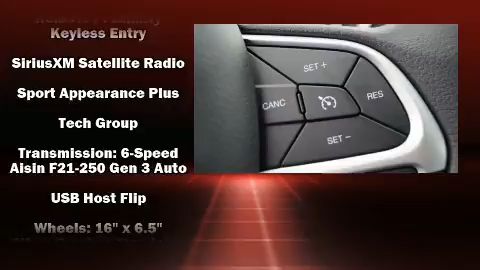 Keyless Entry
SiriusXM Satellite Radio
Sport Appearance Plus
Tech Group
Transmission: 6-Speed
Aisin F21-250 Gen 3 Auto
USB Host Flip
Wheels: 16" x 6.5"
SET +
CANC
RES
SET –